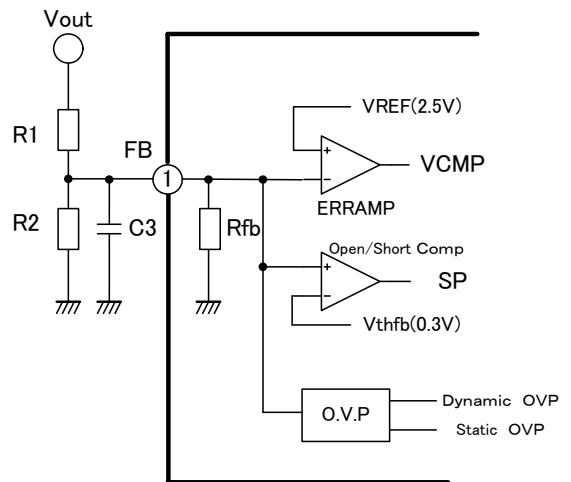 Vout
R1
FB
1
R2
C3
Rfb
VREF(2.5V)
+
-
VCMP
ERRAMP
Open/Short Comp
+
-
SP
Vthfb(0.3V)
O.V.P
Dynamic OVP
Static OVP